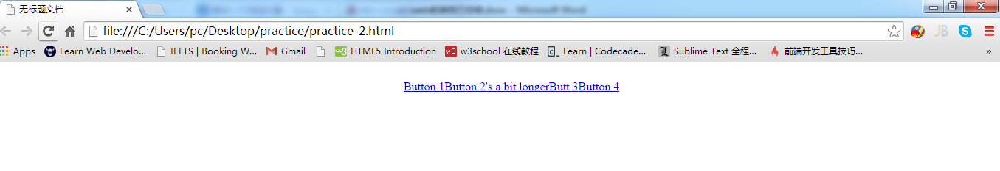 无标题文档
file:///C:/Users/pc/Desktop/practice/practice-2.html
Apps Learn Web Develo... IELTS | Booking W... Gmail HTML5 Introduction w3school 在线教程 Learn | Codecade... Sublime Text 全程... 前端开发工具技巧... »
Button 1Button 2's a bit longerButt 3Button 4